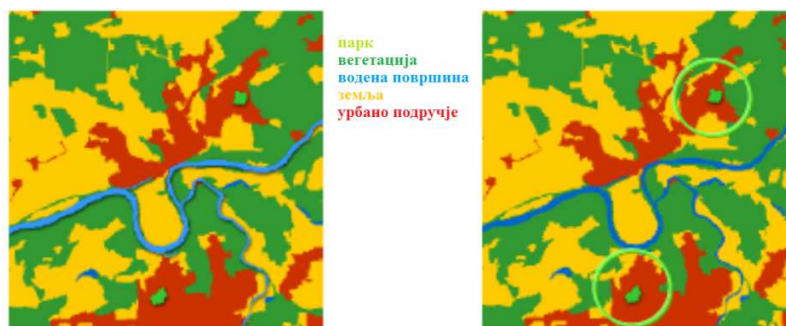 парк
вегетација
водена површина
земља
урбано подручје